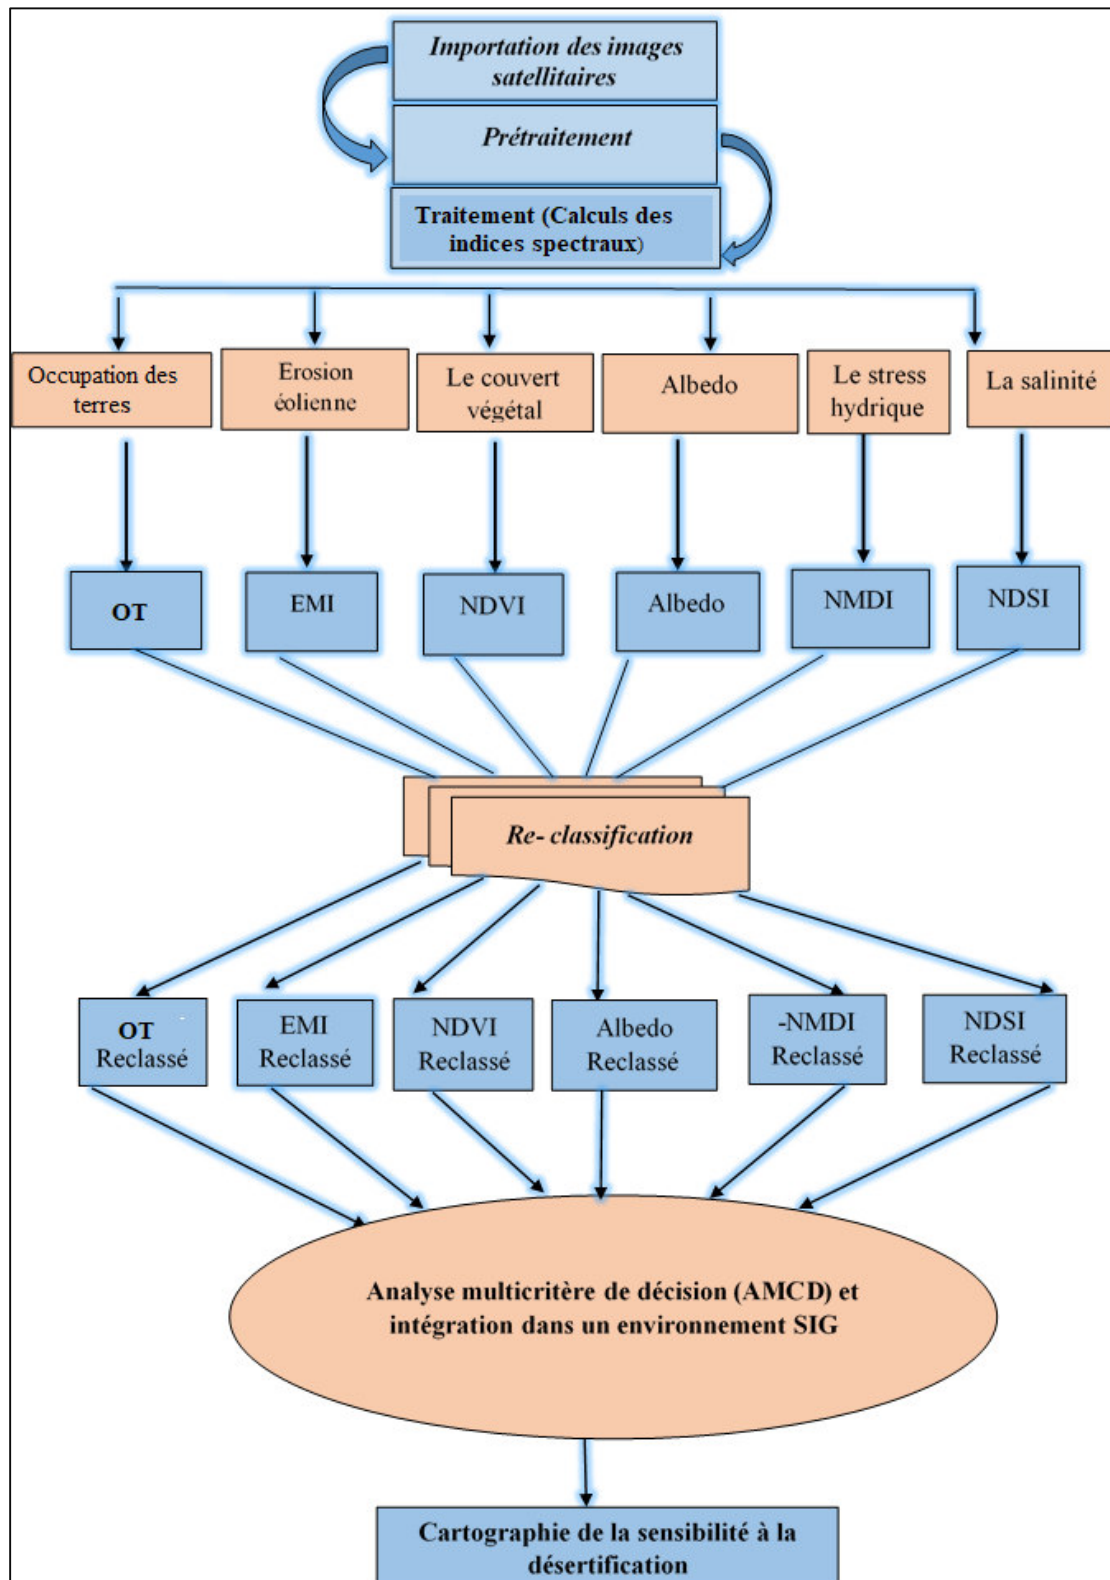 Importation des images
satellitaires
Prétraitement
Traitement (Calculs des
indices spectraux)
Occupation des
terres
Erosion
éolienne
Le couvert
végétal
Albedo
Le stress
hydrique
La salinité
OT
EMI
NDVI
Albedo
NMDI
NDSI
Re- classification
OT
Reclassé
EMI
Reclassé
NDVI
Reclassé
Albedo
Reclassé
-NMDI
Reclassé
NDSI
Reclassé
Analyse multicritère de décision (AMCD) et
intégration dans un environnement SIG
Cartographie de la sensibilité à la
désertification